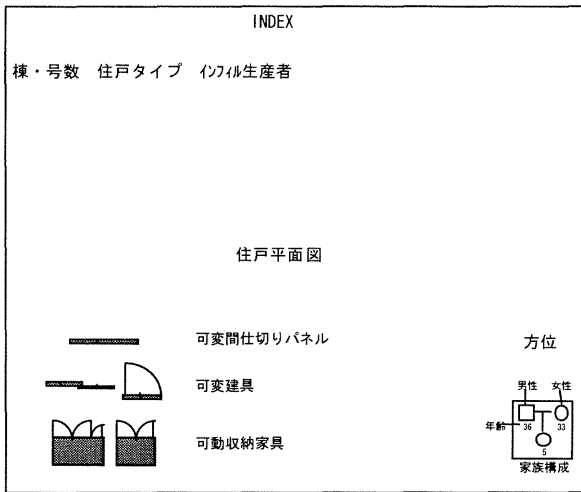 INDEX
棟・号数 住戸タイプ インフィル生産者
住戸平面図
可変間仕切りパネル
方位
可変建具
男性 女性
年齢 36 33
5
可動収納家具
家族構成